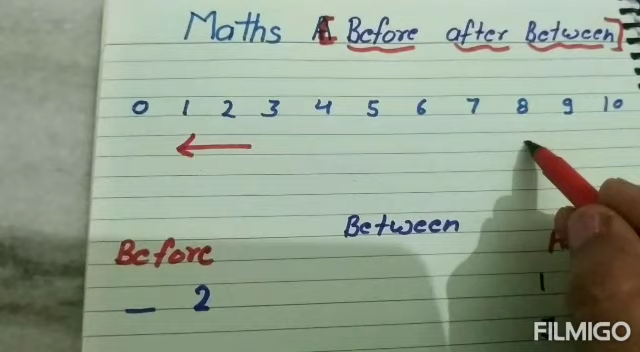 Maths [Before after Between]
0 1 2 3 4 5 6 7 8 9 10
Between
Before
_ 2
1
FILMIGO